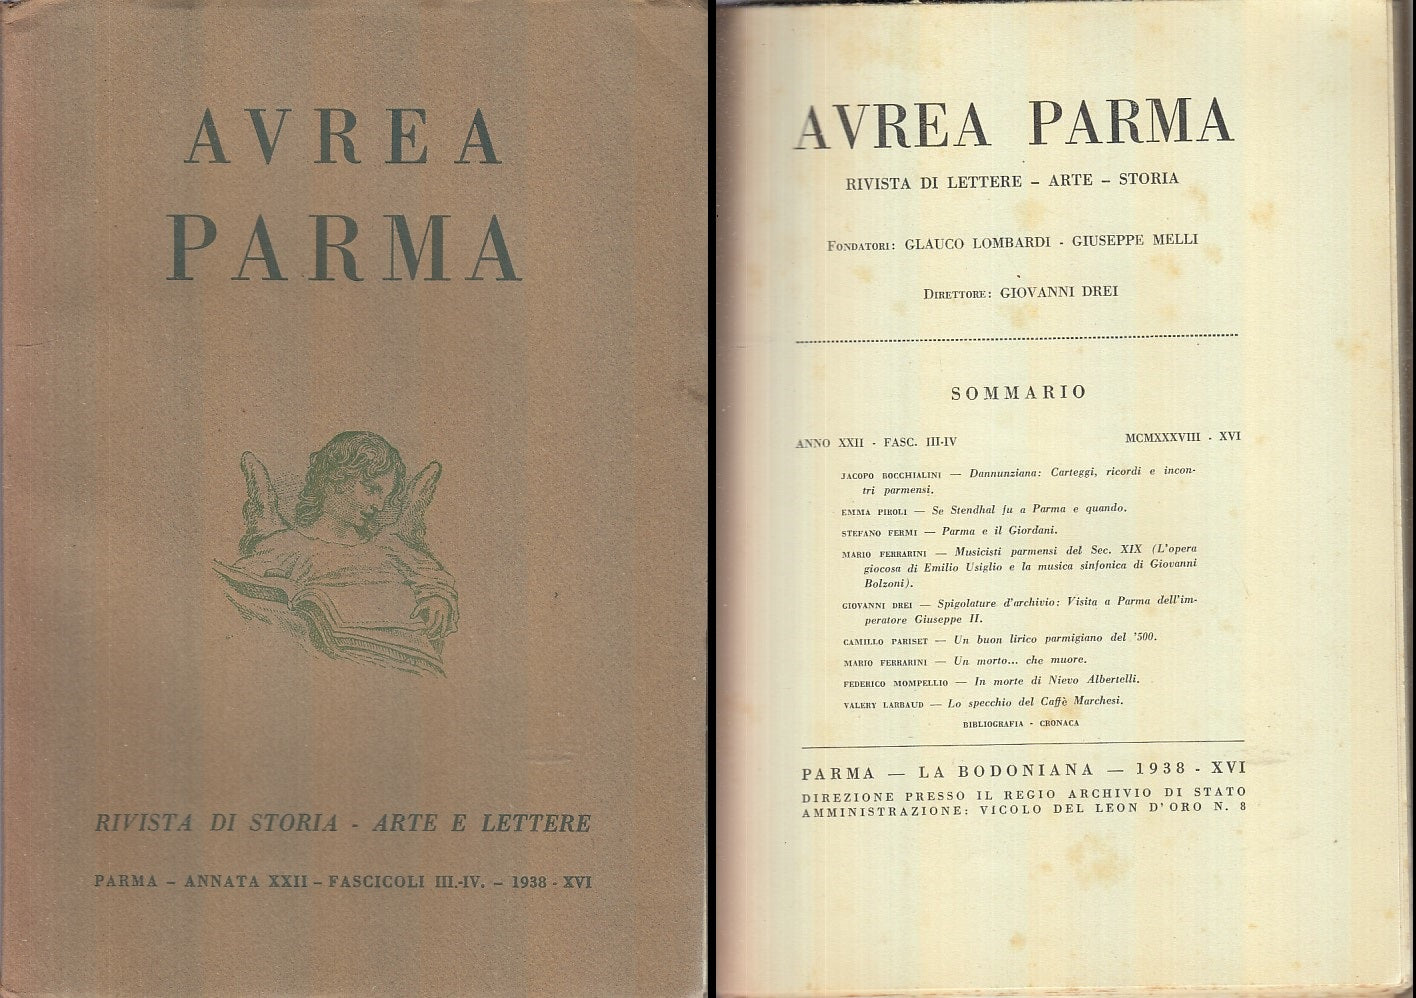 AVREA
PARMA
RIVISTA DI STORIA - ARTE E LETTERE
PARMA - ANNATA XXII - FASCICOLI III.-IV. - 1938 - XVI
AVREA PARMA
RIVISTA DI LETTERE - ARTE - STORIA
FONDATORI: GLAUCO LOMBARDI - GIUSEPPE MELLI
DIRETTORE: GIOVANNI DREI
SOMMARIO
ANNO XXII - FASC. III-IV MCMXXXVIII - XVI
JACOPO BOCCHIALINI — Dannunziana: Carteggi, ricordi e incon-
tri parmensi.
EMMA PIROLI — Se Stendhal fu a Parma e quando.
STEFANO FERMI — Parma e il Giordani.
MARIO FERRARINI — Musicisti parmensi del Sec. XIX (L'opera
giocosa di Emilio Usiglio e la musica sinfonica di Giovanni
Bolzoni).
GIOVANNI DREI — Spigolature d'archivio: Visita a Parma dell'im-
peratore Giuseppe II.
CAMILLO PARISET — Un buon lirico parmigiano del '500.
MARIO FERRARINI — Un morto... che muore.
FEDERICO MOMPELLIO — In morte di Nievo Albertelli.
VALERY LARBAUD — Lo specchio del Caffè Marchesi.
BIBLIOGRAFIA - CRONACA
PARMA — LA BODONIANA — 1938 - XVI
DIREZIONE PRESSO IL REGIO ARCHIVIO DI STATO
AMMINISTRAZIONE: VICOLO DEL LEON D'ORO N. 8